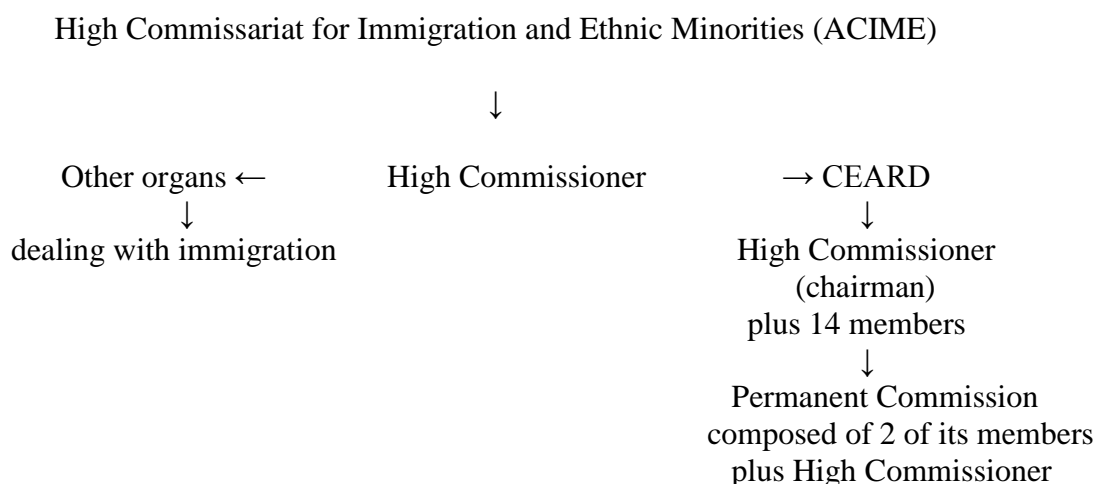 High Commissariat for Immigration and Ethnic Minorities (ACIME)
↓
Other organs ← High Commissioner → CEARD
↓ ↓
dealing with immigration High Commissioner
(chairman)
plus 14 members
↓
Permanent Commission
composed of 2 of its members
plus High Commissioner